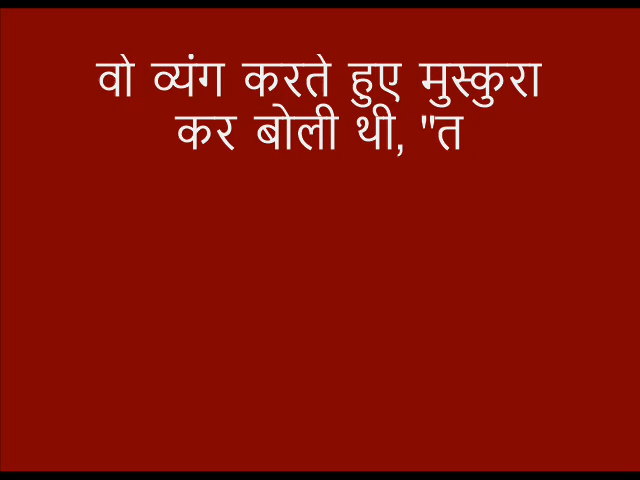 वो व्यंग करते हुए मुस्कुरा
कर बोली थी, "त